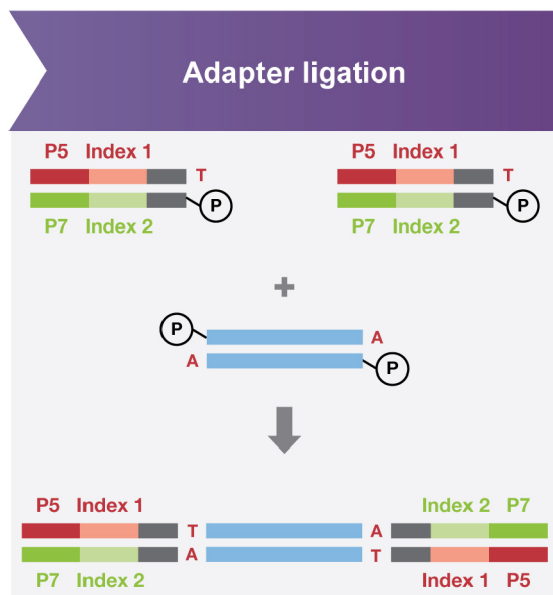 Adapter ligation
P5 Index 1 P5 Index 1
T T
P P
P7 Index 2 P7 Index 2
+
P
A
A
P
P5 Index 1 Index 2 P7
T A
A T
P7 Index 2 Index 1 P5